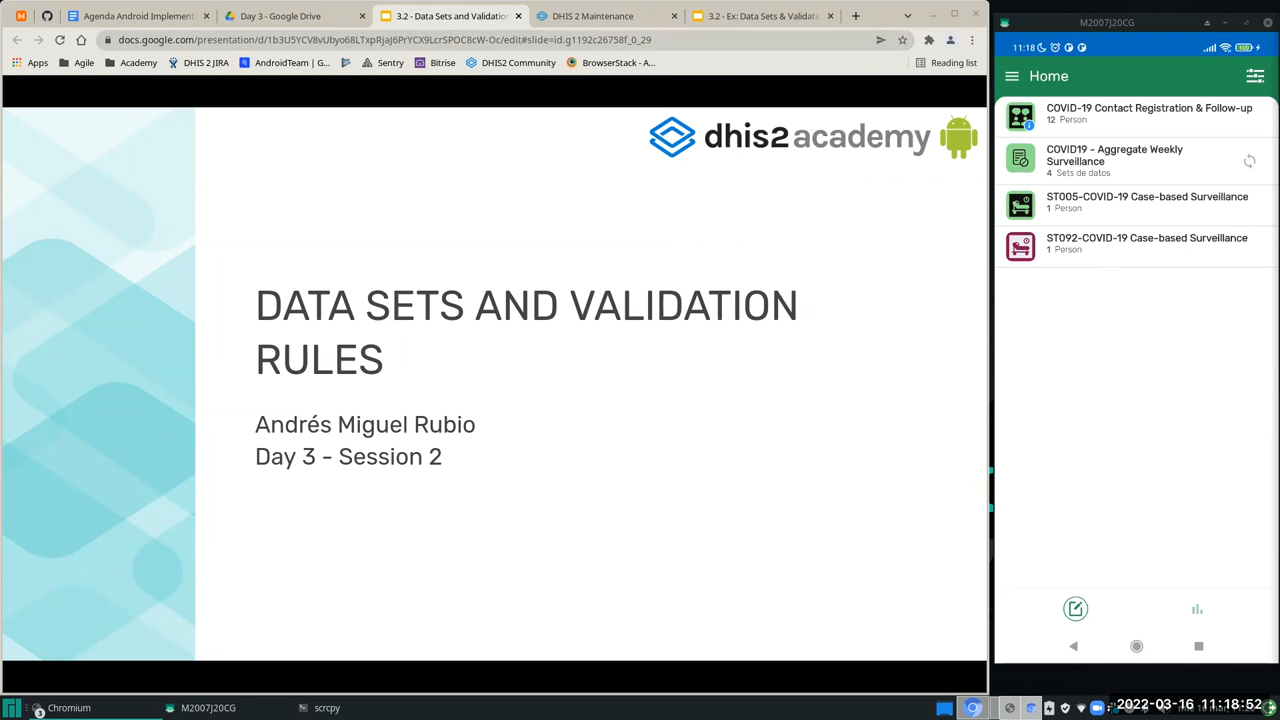 Agenda Android Implement
Day 3 - Google Drive
3.2 - Data Sets and Validatio
DHIS 2 Maintenance
3.2 - Ex: Data Sets & Validati
docs.google.com/presentation/d/1b3U5YCV8vUbyo68LTxpRjaJ6PrYCX9LcrSPOC8cW-Oc/edit#slide=id.g1192c26758f_0_29
Apps
Agile
Academy
DHIS 2 JIRA
AndroidTeam | G...
Sentry
Bitrise
DHIS2 Community
BrowserStack - A...
Reading list
dhis2academy
DATA SETS AND VALIDATION
RULES
Andrés Miguel Rubio
Day 3 - Session 2
M2007J20CG
11:18
100
Home
COVID-19 Contact Registration & Follow-up
12 Person
COVID19 - Aggregate Weekly
Surveillance
4 Sets de datos
ST005-COVID-19 Case-based Surveillance
1 Person
ST092-COVID-19 Case-based Surveillance
1 Person
3
Chromium
M2007J20CG
scrcpy
2022-03-16 11:18:52